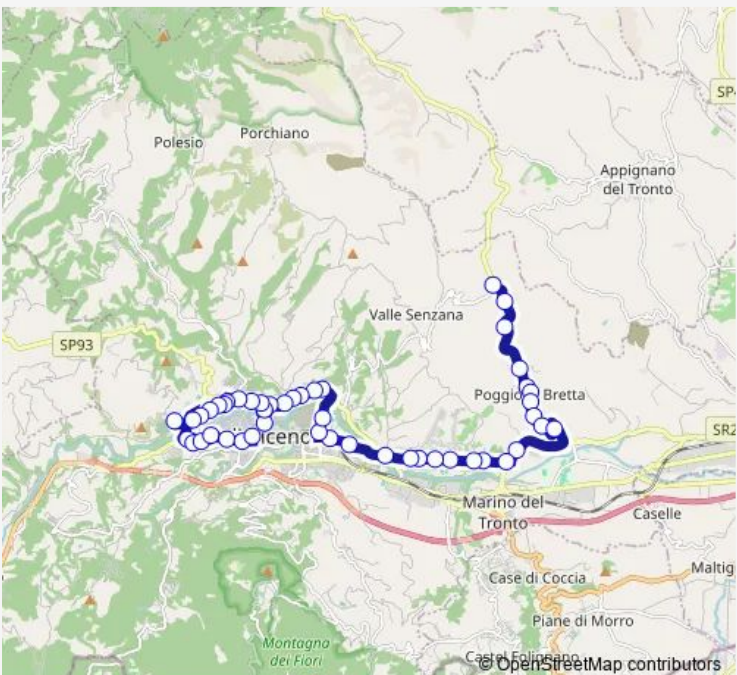 SP
Porchiano
Polesio
Appignano
del Tronto
Valle Senzana
SP93
Poggio
Bretta
SR2
Marino del
Tronto
Caselle
Case di Coccia
Maltig
Piane di Morro
Montagna
dei Fiori
© OpenStreetMap contributors